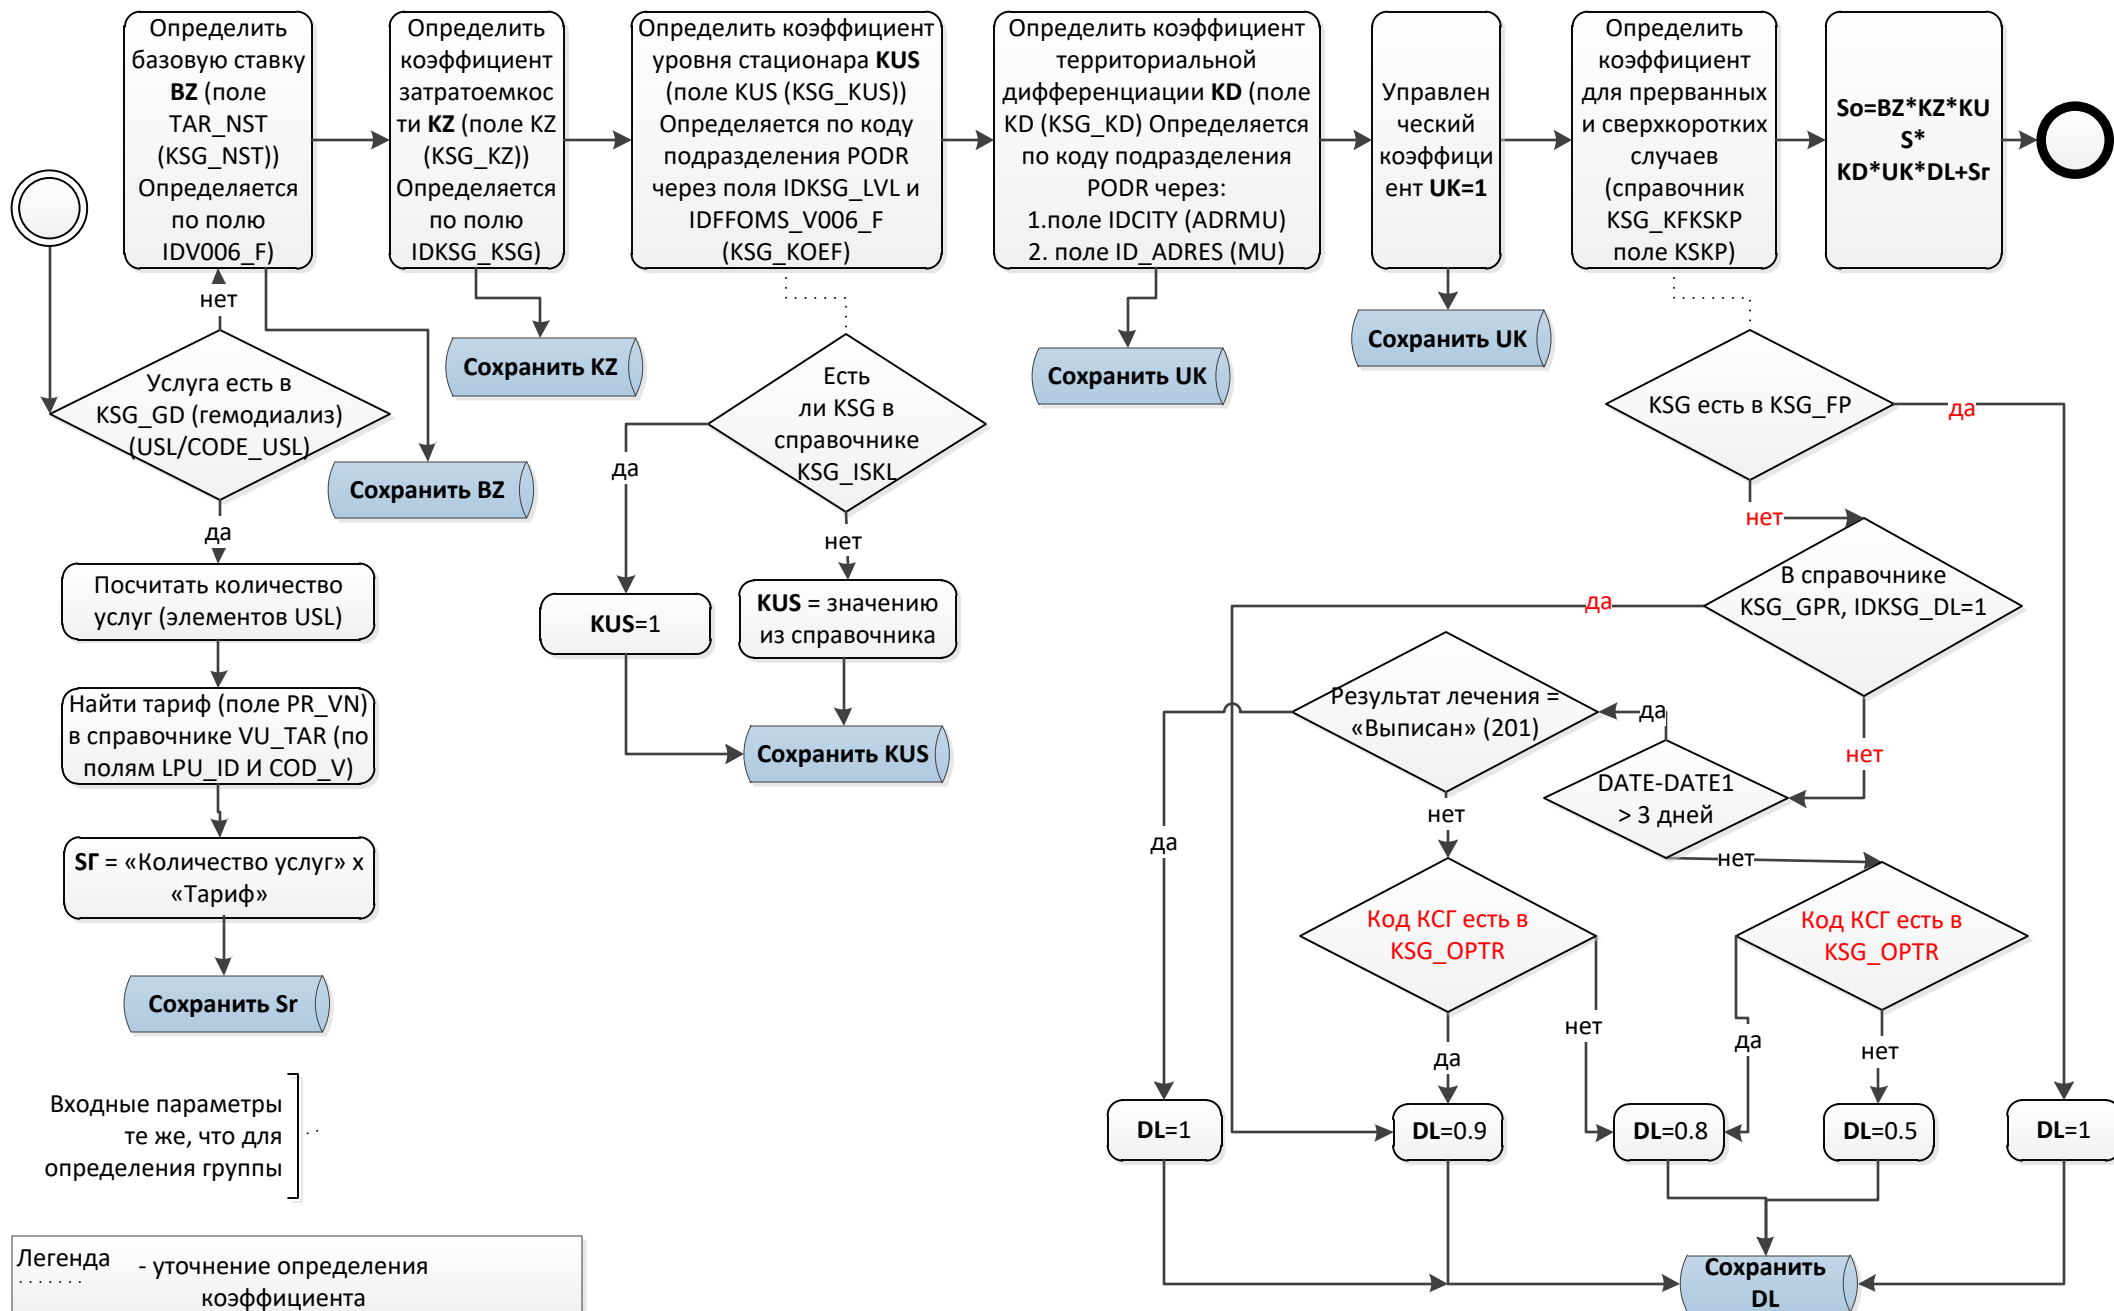 Определить
базовую ставку
BZ (поле
TAR_NST
(KSG_NST))
Определяется
по полю
IDV006_F)
Определить
коэффициент
затратоемкос
ти KZ (поле KZ
(KSG_KZ))
Определяется
по полю
IDKSG_KSG)
Определить коэффициент
уровня стационара KUS
(поле KUS (KSG_KUS))
Определяется по коду
подразделения PODR
через поля IDKSG_LVL и
IDFFOMS_V006_F
(KSG_KOEF)
Определить коэффициент
территориальной
дифференциации KD (поле
KD (KSG_KD) Определяется
по коду подразделения
PODR через:
1.поле IDCITY (ADRMU)
2. поле ID_ADRES (MU)
Управлен
ческий
коэффици
ент UK=1
Определить
коэффициент
для прерванных
и сверхкоротких
случаев
(справочник
KSG_KFKSKP
поле KSKP)
So=BZ*KZ*KU
S*
KD*UK*DL+Sr
нет
Услуга есть в
KSG_GD (гемодиализ)
(USL/CODE_USL)
да
Сохранить BZ
Сохранить KZ
Есть
ли KSG в
справочнике
KSG_ISKL
да
нет
KUS=1
KUS = значению
из справочника
Сохранить KUS
Сохранить UK
Сохранить UK
KSG есть в KSG_FP
да
нет
В справочнике
KSG_GPR, IDKSG_DL=1
да
нет
Результат лечения =
«Выписан» (201)
да
DATE-DATE1
> 3 дней
да
нет
нет
Код КСГ есть в
KSG_OPTR
Код КСГ есть в
KSG_OPTR
нет
да
да
нет
DL=1
DL=0.9
DL=0.8
DL=0.5
DL=1
Сохранить
DL
Посчитать количество
услуг (элементов USL)
Найти тариф (поле PR_VN)
в справочнике VU_TAR (по
полям LPU_ID И COD_V)
SГ = «Количество услуг» x
«Тариф»
Сохранить Sr
Входные параметры
те же, что для
определения группы
Легенда
- уточнение определения
коэффициента